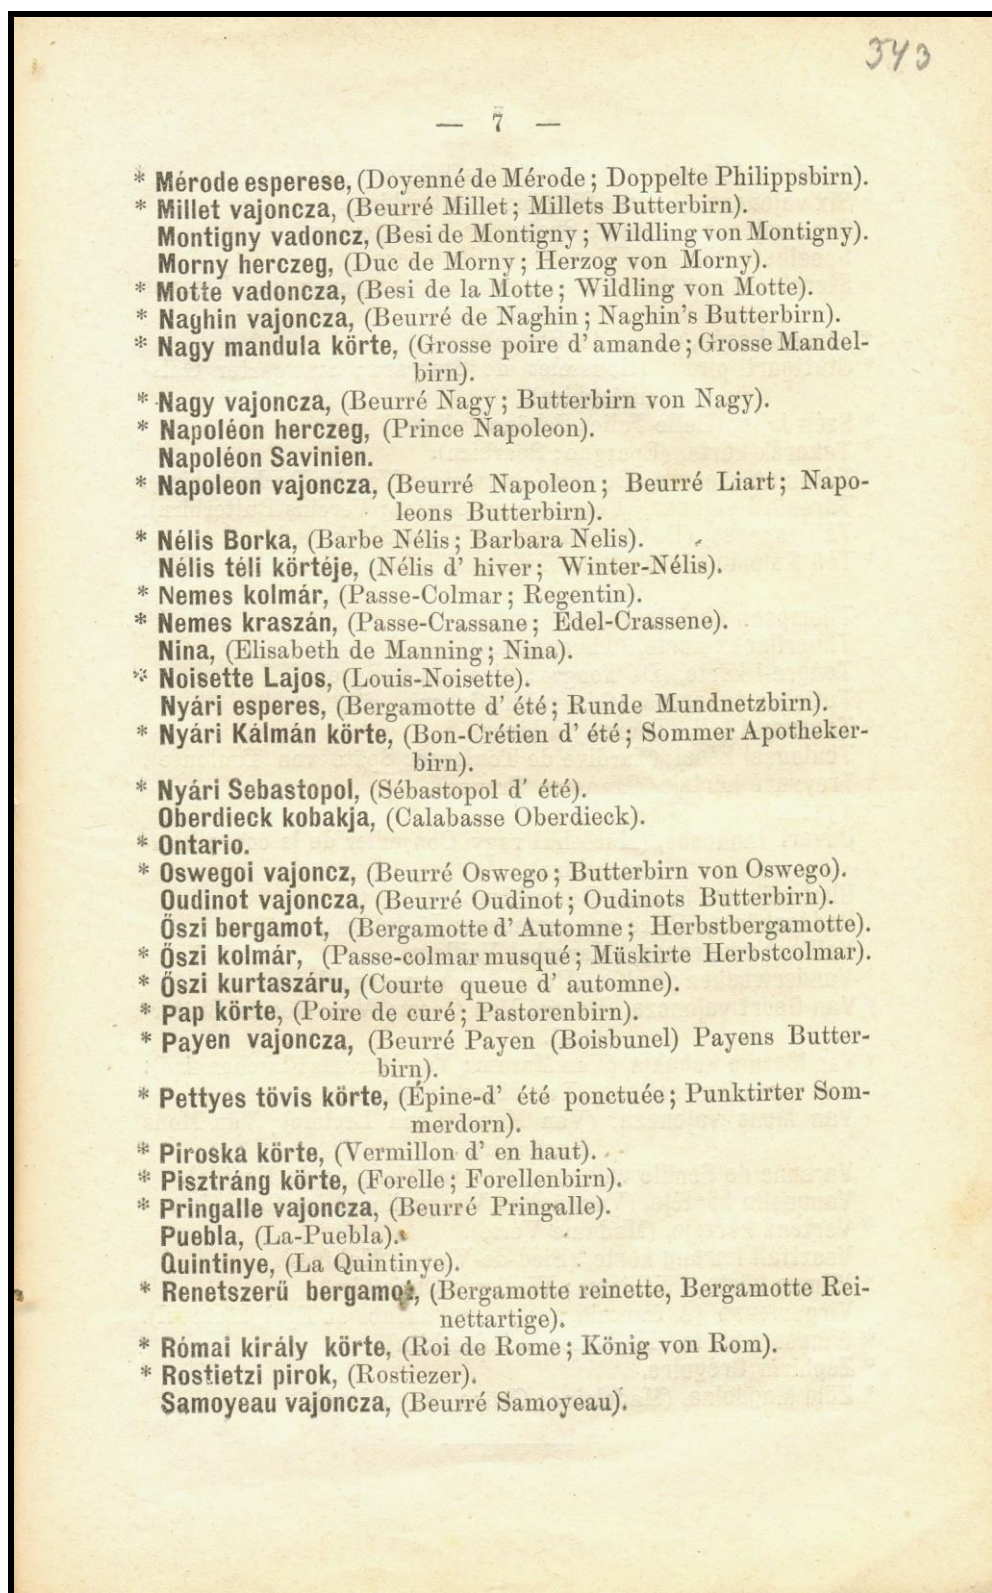 343
— 7 —
* Mérode esperese, (Doyenné de Mérode; Doppelte Philippsbirn).
* Millet vajoncza, (Beurré Millet; Millets Butterbirn).
Montigny vadoncz, (Besi de Montigny; Wildling von Montigny).
Morny herczeg, (Duc de Morny; Herzog von Morny).
* Motte vadoncza, (Besi de la Motte; Wildling von Motte).
* Naghin vajoncza, (Beurré de Naghin; Naghin's Butterbirn).
* Nagy mandula körte, (Grosse poire d' amande; Grosse Mandel-
birn).
* Nagy vajoncza, (Beurré Nagy; Butterbirn von Nagy).
* Napoléon herczeg, (Prince Napoleon).
Napoléon Savinien.
* Napoleon vajoncza, (Beurré Napoleon; Beurré Liart; Napo-
leons Butterbirn).
* Nélis Borka, (Barbe Nélis; Barbara Nelis).
Nélis téli körtéje, (Nélis d' hiver; Winter-Nélis).
* Nemes kolmár, (Passe-Colmar; Regentin).
* Nemes kraszán, (Passe-Crassane; Edel-Crassene).
Nina, (Elisabeth de Manning; Nina).
* Noisette Lajos, (Louis-Noisette).
Nyári esperes, (Bergamotte d' été; Runde Mundnetzbirn).
* Nyári Kálmán körte, (Bon-Crétien d' été; Sommer Apotheker-
birn).
* Nyári Sebastopol, (Sébastopol d' été).
Oberdieck kobakja, (Calabasse Oberdieck).
* Ontario.
* Oswegoi vajoncz, (Beurré Oswego; Butterbirn von Oswego).
Oudinot vajoncza, (Beurré Oudinot; Oudinots Butterbirn).
Őszi bergamot, (Bergamotte d' Automne; Herbstbergamotte).
* Őszi kolmár, (Passe-colmar musqué; Müskirte Herbstcolmar).
* Őszi kurtaszáru, (Courte queue d' automne).
* Pap körte, (Poire de curé; Pastorenbirn).
* Payen vajoncza, (Beurré Payen (Boisbunel) Payens Butter-
birn).
* Pettyes tövis körte, (Épine-d' été ponctuée; Punktirter Som-
merdorn).
* Piroska körte, (Vermillon d' en haut).
* Pisztráng körte, (Forelle; Forellenbirn).
* Pringalle vajoncza, (Beurré Pringalle).
Puebla, (La-Puebla).
Quintinye, (La Quintinye).
* Renetszerü bergamot, (Bergamotte reinette, Bergamotte Rei-
nettartige).
* Római király körte, (Roi de Rome; König von Rom).
* Rostietzi pirok, (Rostiezer).
Samoyeau vajoncza, (Beurré Samoyeau).